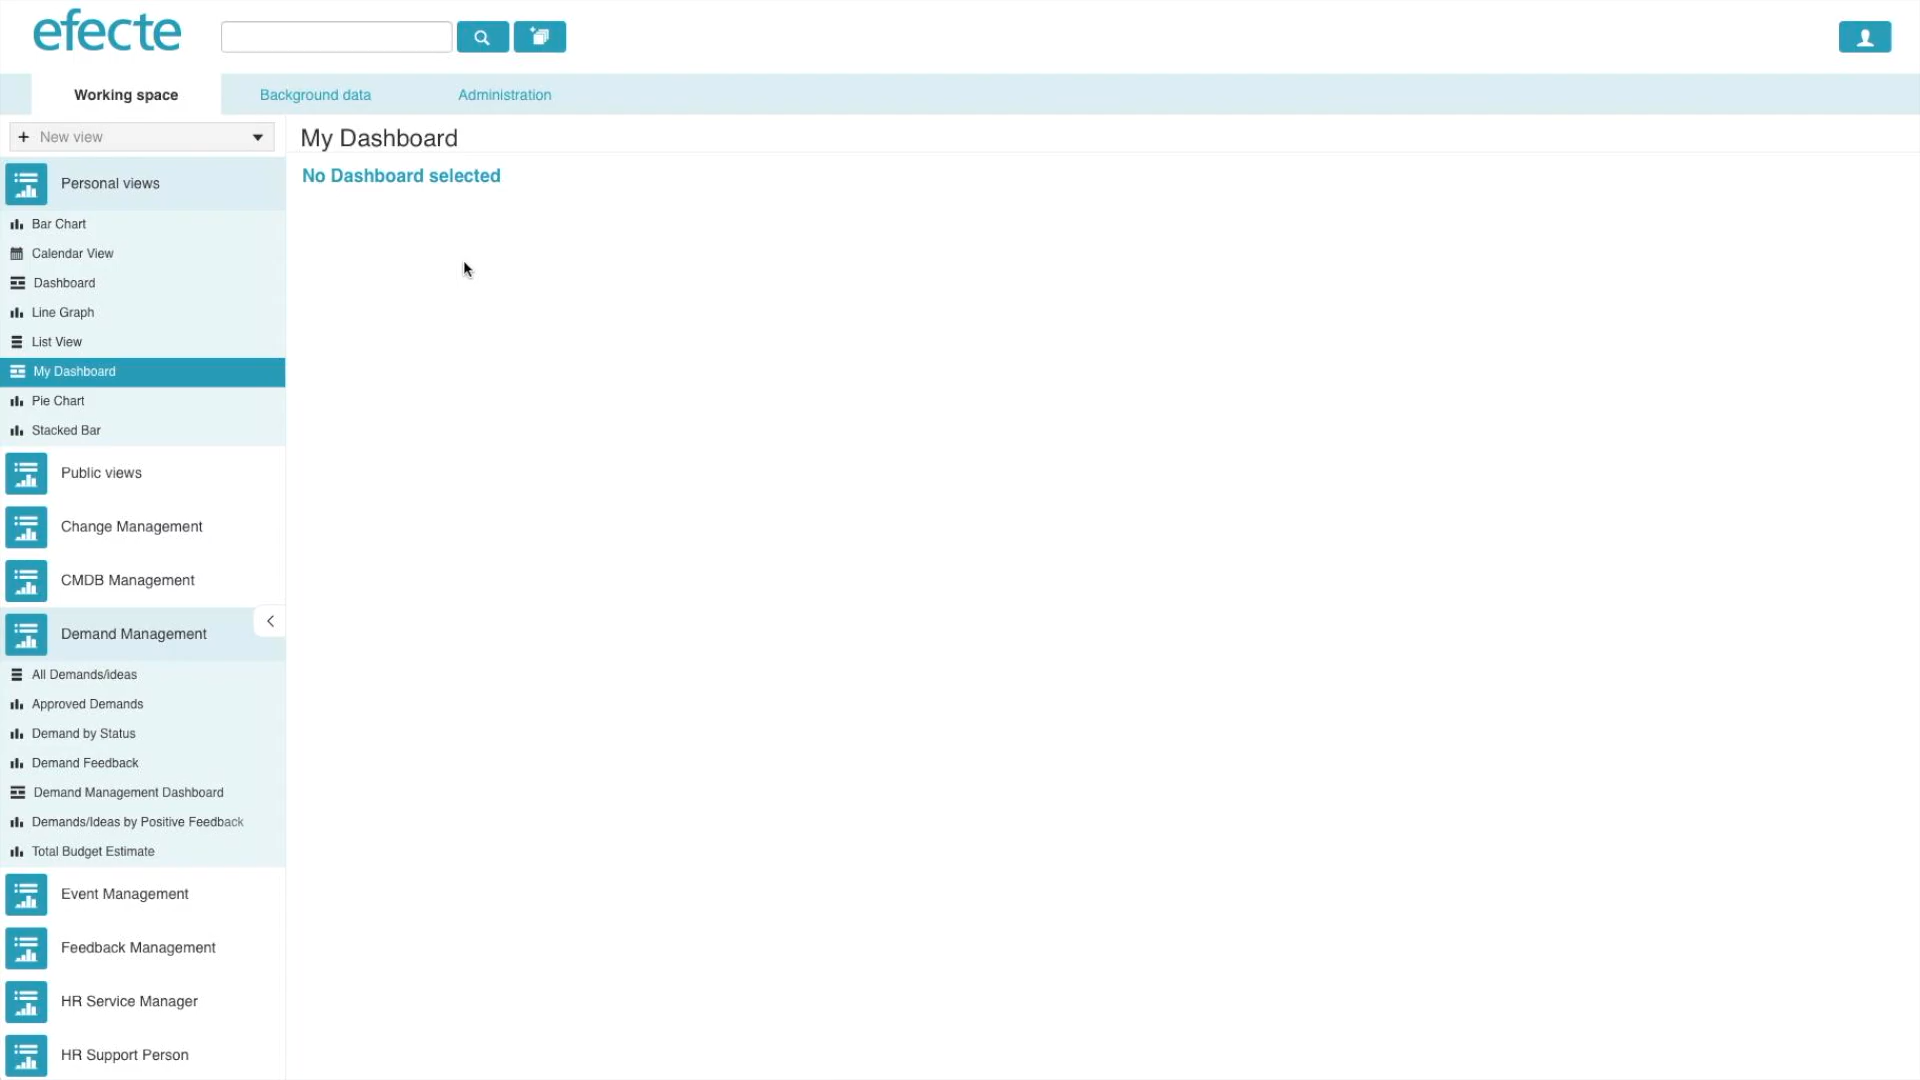 efecte
Working space
Background data
Administration
New view
My Dashboard
No Dashboard selected
Personal views
Bar Chart
Calendar View
Dashboard
Line Graph
List View
My Dashboard
Pie Chart
Stacked Bar
Public views
Change Management
CMDB Management
Demand Management
All Demands/ideas
Approved Demands
Demand by Status
Demand Feedback
Demand Management Dashboard
Demands/Ideas by Positive Feedback
Total Budget Estimate
Event Management
Feedback Management
HR Service Manager
HR Support Person